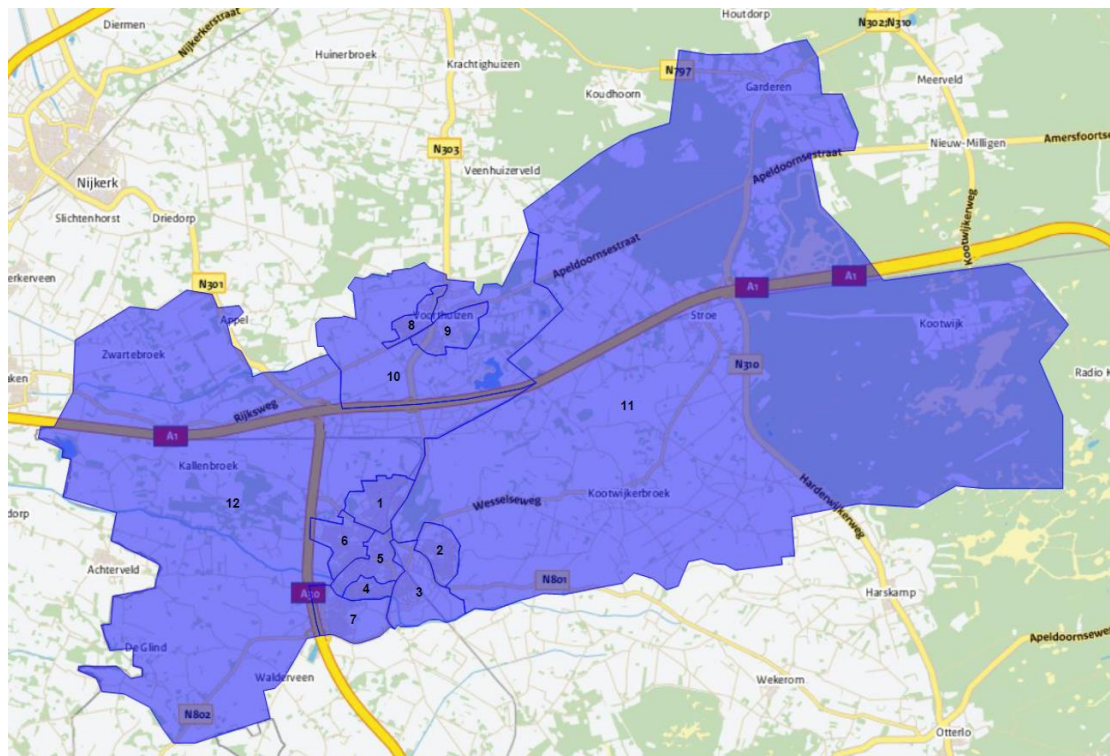 Diermen
Nijkerkerstraat
Huinerbroek
Krachtighuizen
Houtdorp
N302;N310
N797
Koudhoorn
Garderen
Meerveld
Nieuw-Milligen
Amersfoortse
N303
Veenhuizerveld
Apeldoornsestraat
Nijkerk
Slichtenhorst
Driedorp
Kootwijkerweg
erkerveen
N301
Apeldoornsestraat
A1
A1
Appel
Voorthuizen
8
9
Stroe
Kootwijk
Zwartebroek
N310
Radio K
aken
10
Rijksweg
11
A1
Kallenbroek
12
Kootwijkerbroek
Wesselseweg
Harderwijkerweg
1
dorp
6
5
2
Achterveld
4
3
N801
A30
7
Harskamp
De Glind
Walderveen
Apeldoornseweg
Wekerom
N802
Otterlo